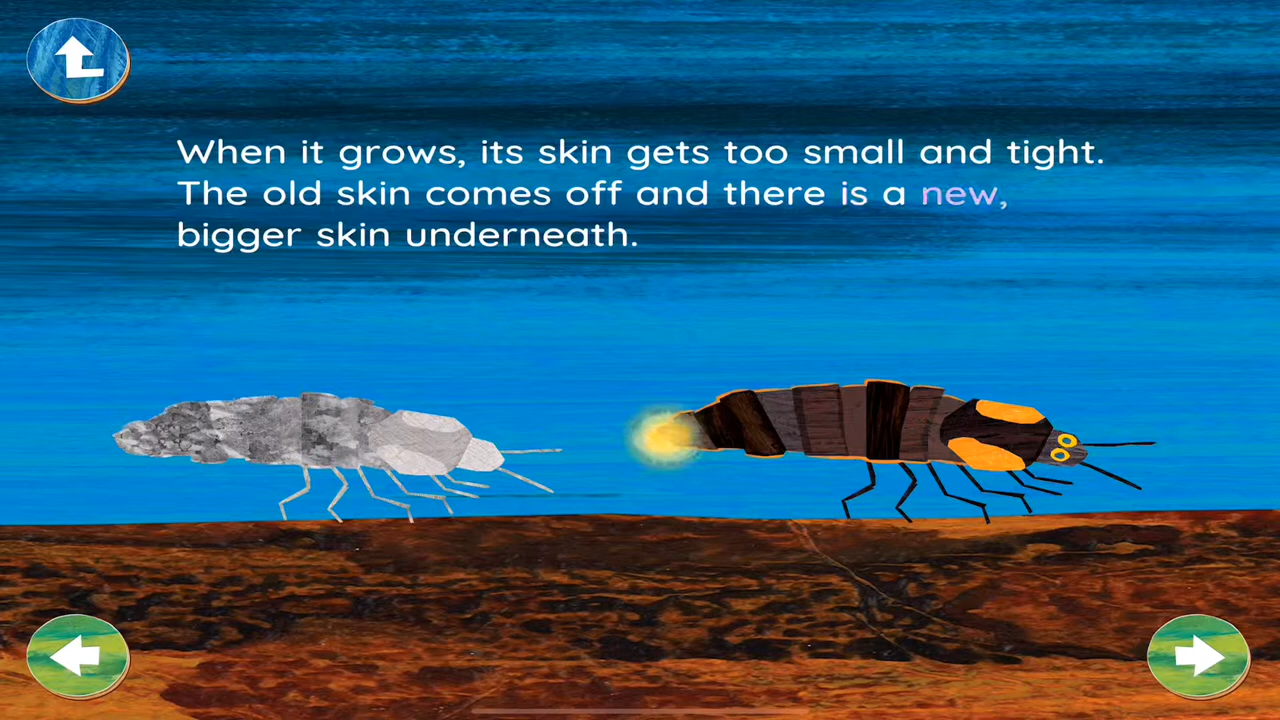 When it grows, its skin gets too small and tight.
The old skin comes off and there is a new,
bigger skin underneath.